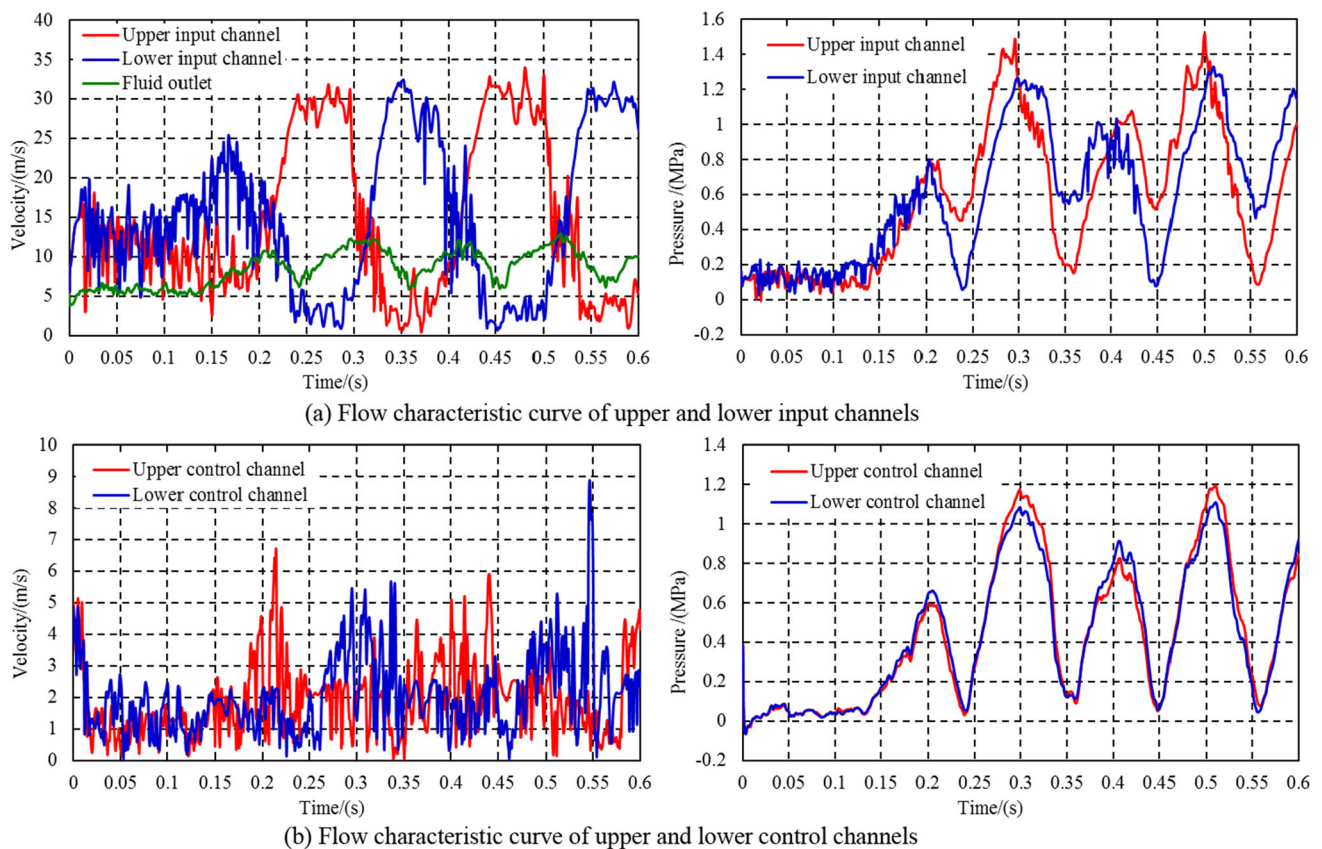 Upper input channel
Lower input channel
Fluid outlet
40
35
30
25
20
15
10
5
0
Velocity/(m/s)
0 0.05 0.1 0.15 0.2 0.25 0.3 0.35 0.4 0.45 0.5 0.55 0.6
Time/(s)
Upper input channel
Lower input channel
1.6
1.4
1.2
1
0.8
0.6
0.4
0.2
0
-0.2
Pressure /(MPa)
0 0.05 0.1 0.15 0.2 0.25 0.3 0.35 0.4 0.45 0.5 0.55 0.6
Time/(s)
(a) Flow characteristic curve of upper and lower input channels
Upper control channel
Lower control channel
10
9
8
7
6
5
4
3
2
1
0
Velocity/(m/s)
0 0.05 0.1 0.15 0.2 0.25 0.3 0.35 0.4 0.45 0.5 0.55 0.6
Time/(s)
Upper control channel
Lower control channel
1.4
1.2
1
0.8
0.6
0.4
0.2
0
-0.2
Pressure /(MPa)
0 0.05 0.1 0.15 0.2 0.25 0.3 0.35 0.4 0.45 0.5 0.55 0.6
Time/(s)
(b) Flow characteristic curve of upper and lower control channels